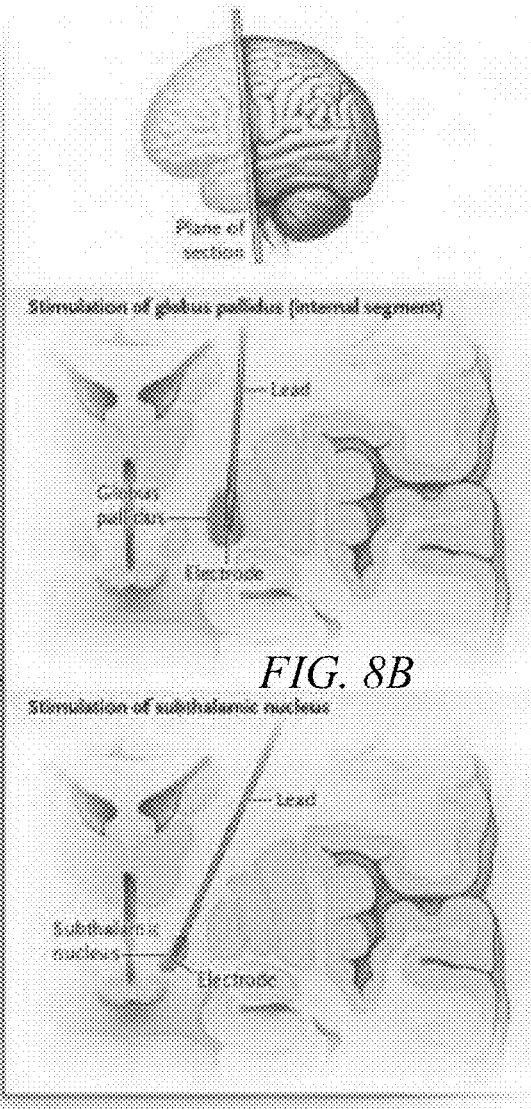 Plane of
section
Stimulation of globus pallidus (internal segment)
Lead
Globus
pallidus
Electrode
FIG. 8B
Stimulation of subthalamic nucleus
Lead
Subthalamic
nucleus
Electrode